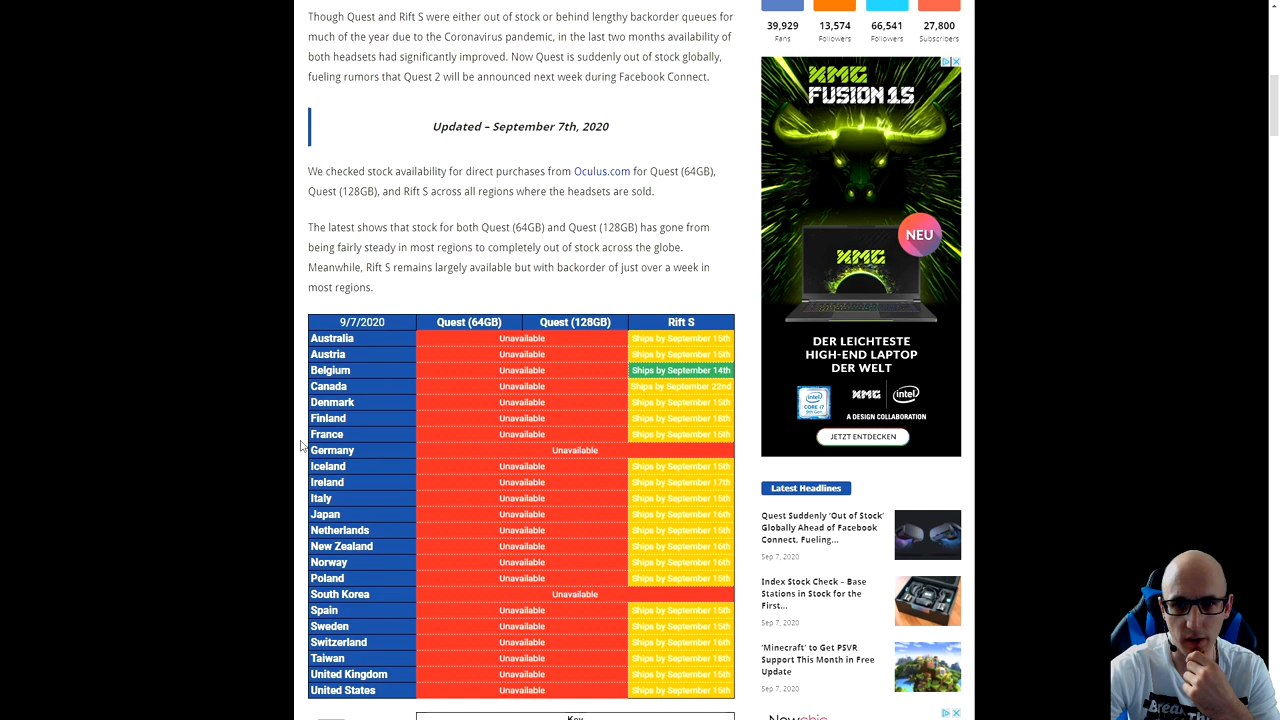 Though Quest and Rift S were either out of stock or behind lengthy backorder queues for
much of the year due to the Coronavirus pandemic, in the last two months availability of
both headsets had significantly improved. Now Quest is suddenly out of stock globally,
fueling rumors that Quest 2 will be announced next week during Facebook Connect.
Updated – September 7th, 2020
We checked stock availability for direct purchases from Oculus.com for Quest (64GB),
Quest (128GB), and Rift S across all regions where the headsets are sold.
The latest shows that stock for both Quest (64GB) and Quest (128GB) has gone from
being fairly steady in most regions to completely out of stock across the globe.
Meanwhile, Rift S remains largely available but with backorder of just over a week in
most regions.
9/7/2020 Quest (64GB) Quest (128GB) Rift S
Australia Unavailable Ships by September 15th
Austria Unavailable Ships by September 15th
Belgium Unavailable Ships by September 14th
Canada Unavailable Ships by September 22nd
Denmark Unavailable Ships by September 15th
Finland Unavailable Ships by September 18th
France Unavailable Ships by September 15th
Germany Unavailable
Iceland Unavailable Ships by September 15th
Ireland Unavailable Ships by September 17th
Italy Unavailable Ships by September 15th
Japan Unavailable Ships by September 16th
Netherlands Unavailable Ships by September 15th
New Zealand Unavailable Ships by September 16th
Norway Unavailable Ships by September 16th
Poland Unavailable Ships by September 15th
South Korea Unavailable
Spain Unavailable Ships by September 15th
Sweden Unavailable Ships by September 15th
Switzerland Unavailable Ships by September 16th
Taiwan Unavailable Ships by September 18th
United Kingdom Unavailable Ships by September 15th
United States Unavailable Ships by September 15th
Key
39,929 13,574 66,541 27,800
Fans Followers Followers Subscribers
XMG
FUSION 15
NEU
XMG
DER LEICHTESTE
HIGH-END LAPTOP
DER WELT
intel CORE i7 9th Gen XMG intel
A DESIGN COLLABORATION
JETZT ENTDECKEN
Latest Headlines
Quest Suddenly ‘Out of Stock’
Globally Ahead of Facebook
Connect, Fueling...
Sep 7, 2020
Index Stock Check – Base
Stations in Stock for the
First...
Sep 7, 2020
‘Minecraft’ to Get PSVR
Support This Month in Free
Update
Sep 7, 2020
Newchic